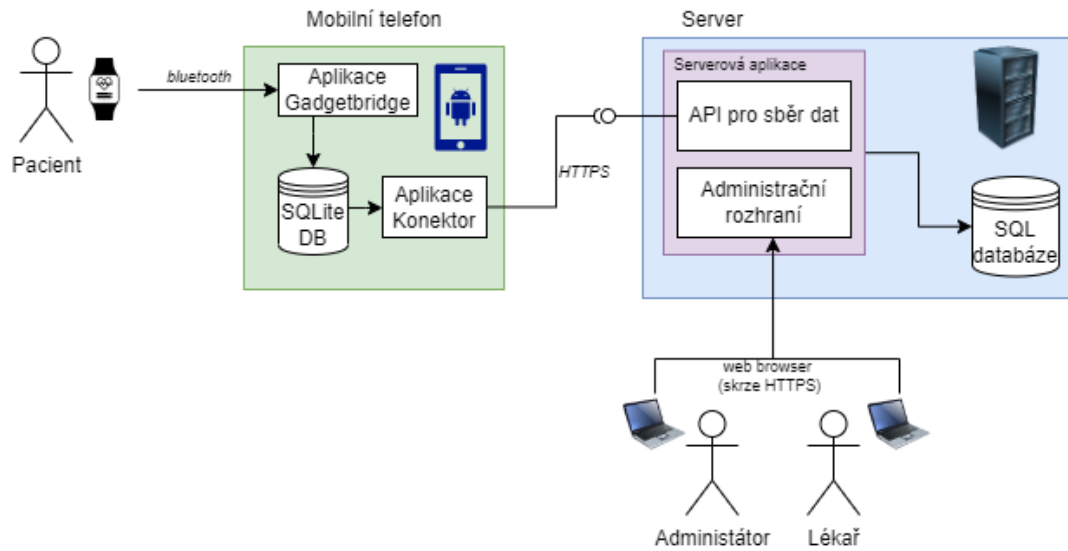 Mobilní telefon
Server
bluetooth
Aplikace
Gadgetbridge
Serverová aplikace
API pro sběr dat
Pacient
SQLite
DB
Aplikace
Konektor
HTTPS
Administrační
rozhraní
SQL
databáze
web browser
(skrze HTTPS)
Administátor
Lékař